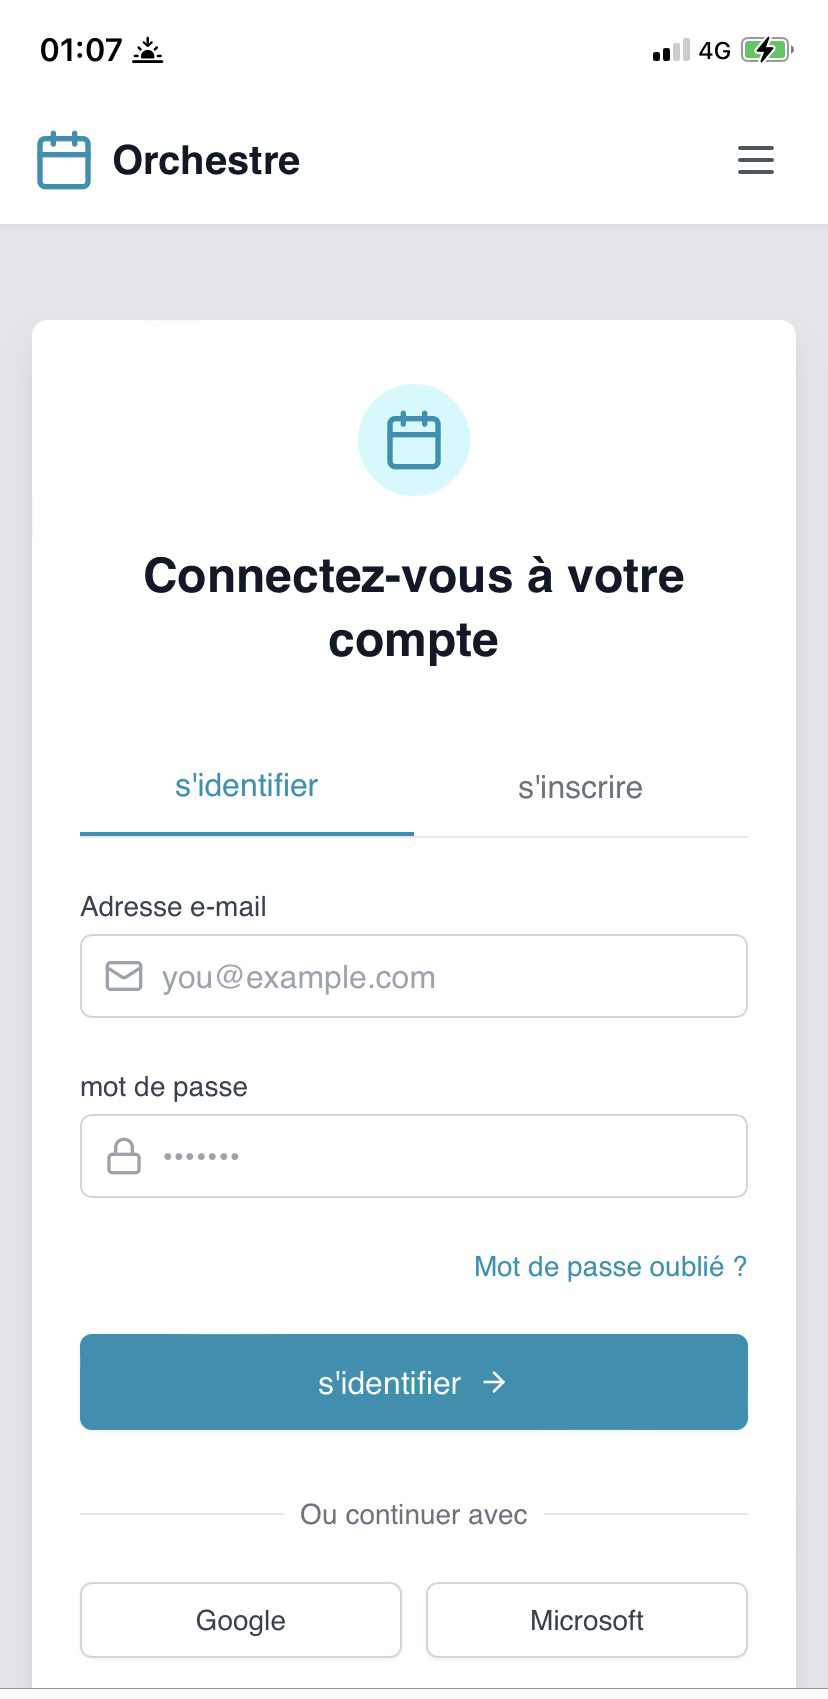 01:07
4G
Orchestre
Connectez-vous à votre
compte
s'identifier
s'inscrire
Adresse e-mail
you@example.com
mot de passe
•••••••
Mot de passe oublié ?
s'identifier →
Ou continuer avec
Google
Microsoft